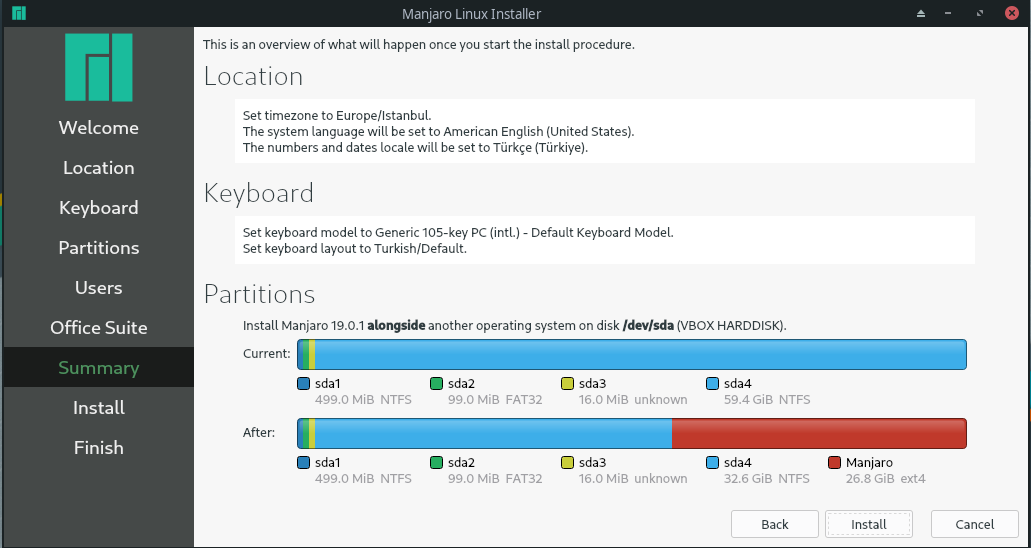 Manjaro Linux Installer
Welcome
Location
Keyboard
Partitions
Users
Office Suite
Summary
Install
Finish
This is an overview of what will happen once you start the install procedure.
Location
Set timezone to Europe/Istanbul.
The system language will be set to American English (United States).
The numbers and dates locale will be set to Türkçe (Türkiye).
Keyboard
Set keyboard model to Generic 105-key PC (intl.) - Default Keyboard Model.
Set keyboard layout to Turkish/Default.
Partitions
Install Manjaro 19.0.1 alongside another operating system on disk /dev/sda (VBOX HARDDISK).
Current:
sda1 sda2 sda3 sda4
499.0 MiB NTFS 99.0 MiB FAT32 16.0 MiB unknown 59.4 GiB NTFS
After:
sda1 sda2 sda3 sda4 Manjaro
499.0 MiB NTFS 99.0 MiB FAT32 16.0 MiB unknown 32.6 GiB NTFS 26.8 GiB ext4
Back Install Cancel